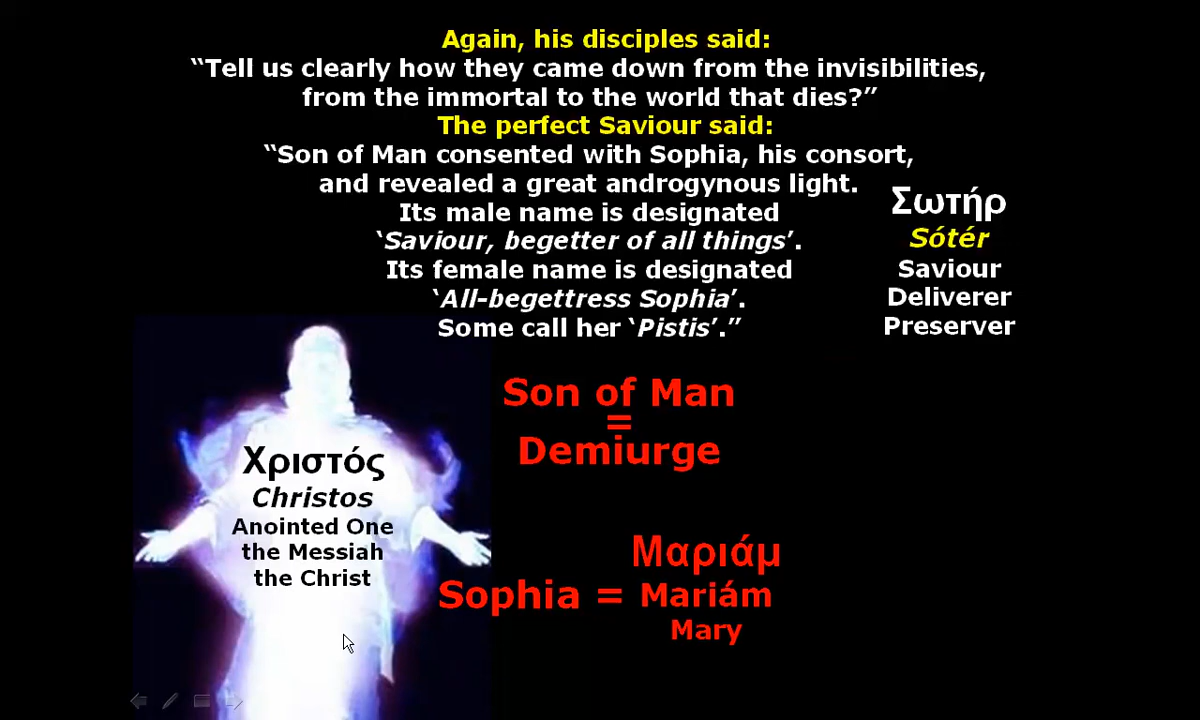 Again, his disciples said:
“Tell us clearly how they came down from the invisibilities,
from the immortal to the world that dies?”
The perfect Saviour said:
“Son of Man consented with Sophia, his consort,
and revealed a great androgynous light.
Its male name is designated
‘Saviour, begetter of all things’.
Its female name is designated
‘All-begettress Sophia’.
Some call her ‘Pistis’.”
Σωτήρ
Sótér
Saviour
Deliverer
Preserver
Son of Man
=
Demiurge
Χριστός
Christos
Anointed One
the Messiah
the Christ
Μαριάμ
Sophia = Mariám
Mary